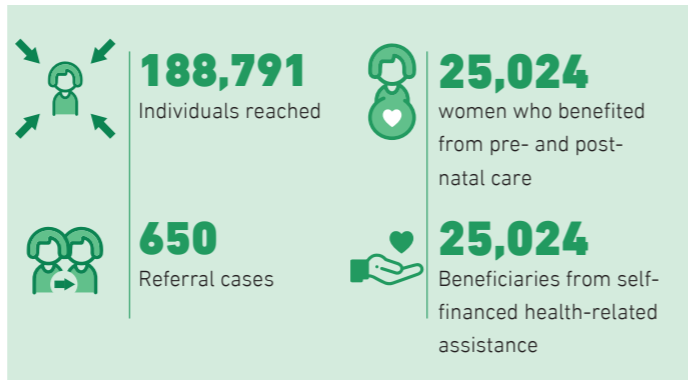 188,791
Individuals reached
25,024
women who benefited
from pre- and post-
natal care
650
Referral cases
25,024
Beneficiaries from self-
financed health-related
assistance